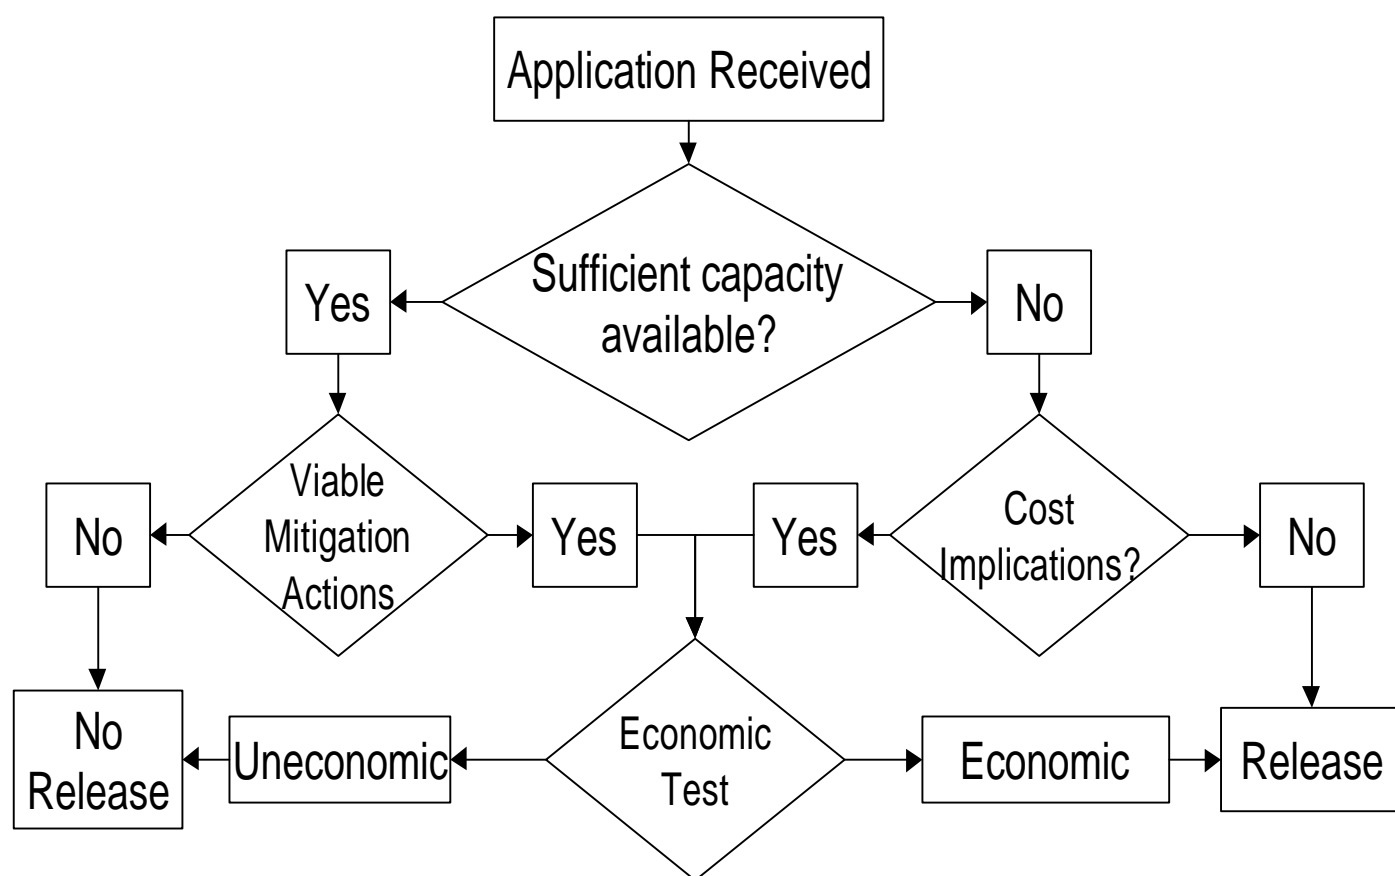 Application Received
Sufficient capacity
available?
Yes
No
Viable
Mitigation
Actions
No
Yes
Yes
Cost
Implications?
No
No
Release
Uneconomic
Economic
Test
Economic
Release